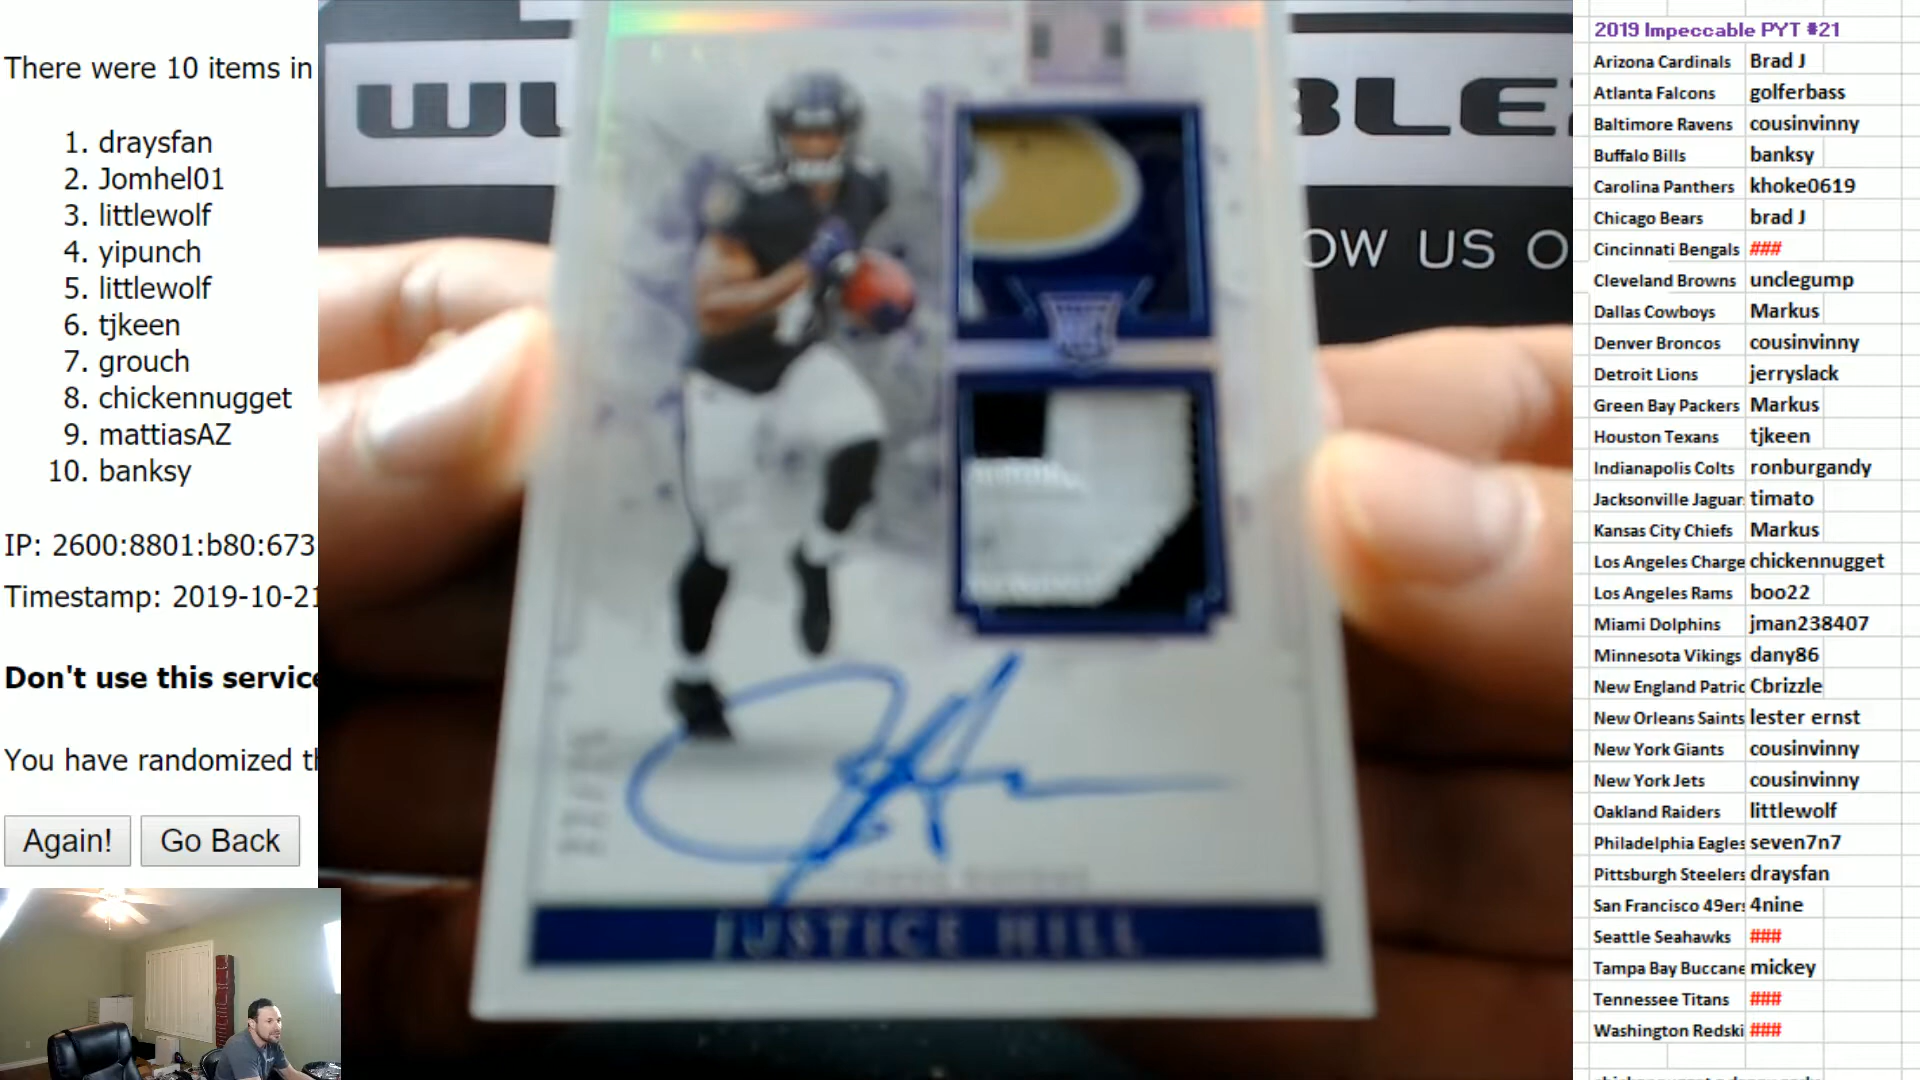 There were 10 items in
1. draysfan
2. Jomhel01
3. littlewolf
4. yipunch
5. littlewolf
6. tjkeen
7. grouch
8. chickennugget
9. mattiasAZ
10. banksy
IP: 2600:8801:b80:673
Timestamp: 2019-10-21
Don't use this service
You have randomized th
Again! Go Back
OW US O
JUSTICE HILL
2019 Impeccable PYT #21
Arizona Cardinals Brad J
Atlanta Falcons golferbass
Baltimore Ravens cousinvinny
Buffalo Bills banksy
Carolina Panthers khoke0619
Chicago Bears brad J
Cincinnati Bengals ###
Cleveland Browns unclegump
Dallas Cowboys Markus
Denver Broncos cousinvinny
Detroit Lions jerryslack
Green Bay Packers Markus
Houston Texans tjkeen
Indianapolis Colts ronburgandy
Jacksonville Jaguar timato
Kansas City Chiefs Markus
Los Angeles Charge chickennugget
Los Angeles Rams boo22
Miami Dolphins jman238407
Minnesota Vikings dany86
New England Patric Cbrizzle
New Orleans Saints lester ernst
New York Giants cousinvinny
New York Jets cousinvinny
Oakland Raiders littlewolf
Philadelphia Eagles seven7n7
Pittsburgh Steelers draysfan
San Francisco 49ers 4nine
Seattle Seahawks ###
Tampa Bay Buccane mickey
Tennessee Titans ###
Washington Redski ###